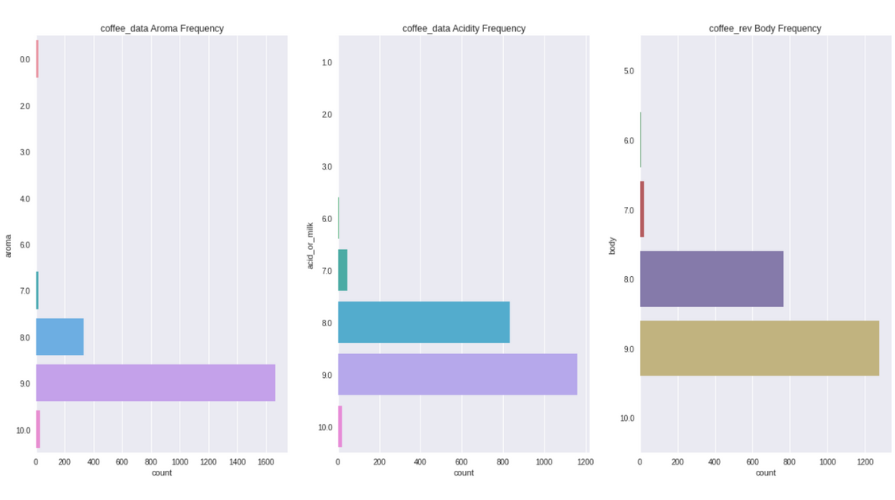 coffee_data Aroma Frequency
aroma
0.0
2.0
3.0
4.0
6.0
7.0
8.0
9.0
10.0
0 200 400 600 800 1000 1200 1400 1600
count
coffee_data Acidity Frequency
acid_or_milk
1.0
2.0
3.0
6.0
7.0
8.0
9.0
10.0
0 200 400 600 800 1000 1200
count
coffee_rev Body Frequency
body
5.0
6.0
7.0
8.0
9.0
10.0
0 200 400 600 800 1000 1200
count